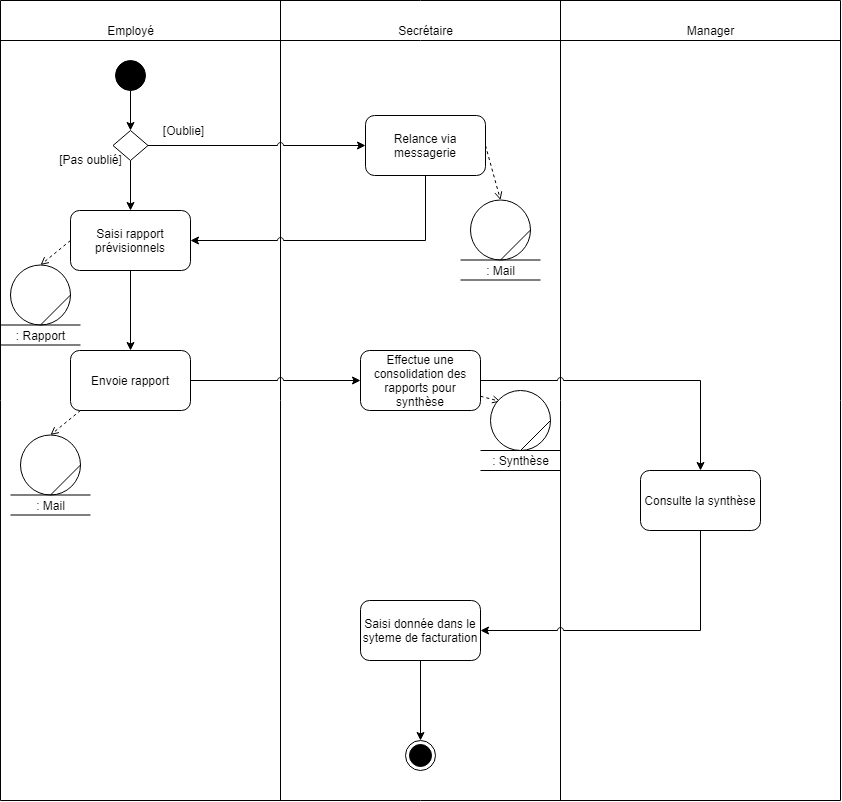 Employé
Secrétaire
Manager
[Oublie]
Relance via
messagerie
[Pas oublié]
Saisi rapport
prévisionnels
: Mail
: Rapport
Envoie rapport
Effectue une
consolidation des
rapports pour
synthèse
: Synthèse
: Mail
Consulte la synthèse
Saisi donnée dans le
syteme de facturation